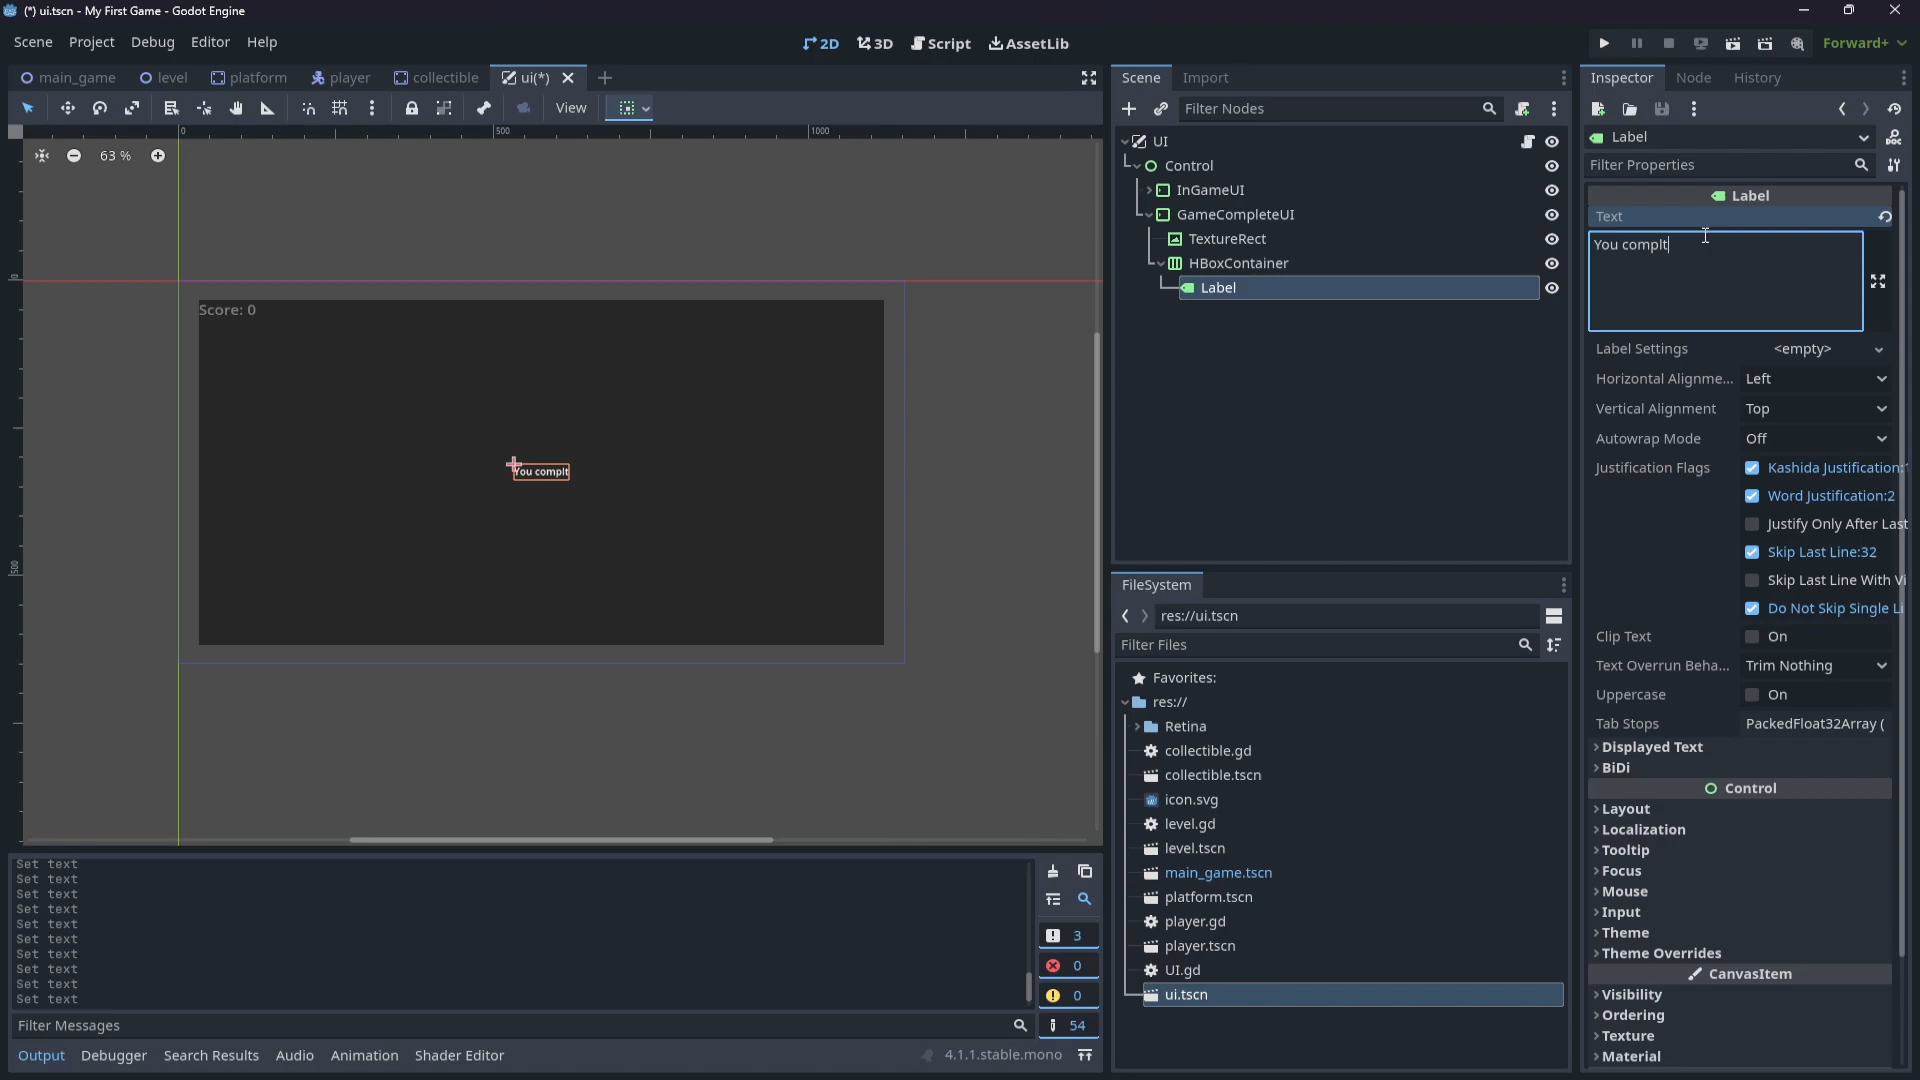 (*) ui.tscn - My First Game - Godot Engine
Scene Project Debug Editor Help
2D 3D Script AssetLib
Forward+
main_game level platform player collectible ui(*)
View
0 500 1000
63 %
0
500
Score: 0
You complt
Set text
Set text
Set text
Set text
Set text
Set text
Set text
Set text
Set text
Set text
3
0
0
54
Filter Messages
Output Debugger Search Results Audio Animation Shader Editor
4.1.1.stable.mono
Scene Import
Filter Nodes
UI
Control
InGameUI
GameCompleteUI
TextureRect
HBoxContainer
Label
FileSystem
res://ui.tscn
Filter Files
Favorites:
res://
Retina
collectible.gd
collectible.tscn
icon.svg
level.gd
level.tscn
main_game.tscn
platform.tscn
player.gd
player.tscn
UI.gd
ui.tscn
Inspector Node History
Label
DOC
Filter Properties
Label
Text
You complt
Label Settings <empty>
Horizontal Alignme... Left
Vertical Alignment Top
Autowrap Mode Off
Justification Flags Kashida Justification:1
Word Justification:2
Justify Only After Last
Skip Last Line:32
Skip Last Line With Vi
Do Not Skip Single Li
Clip Text On
Text Overrun Beha... Trim Nothing
Uppercase On
Tab Stops PackedFloat32Array (
Displayed Text
BiDi
Control
Layout
Localization
Tooltip
Focus
Mouse
Input
Theme
Theme Overrides
CanvasItem
Visibility
Ordering
Texture
Material